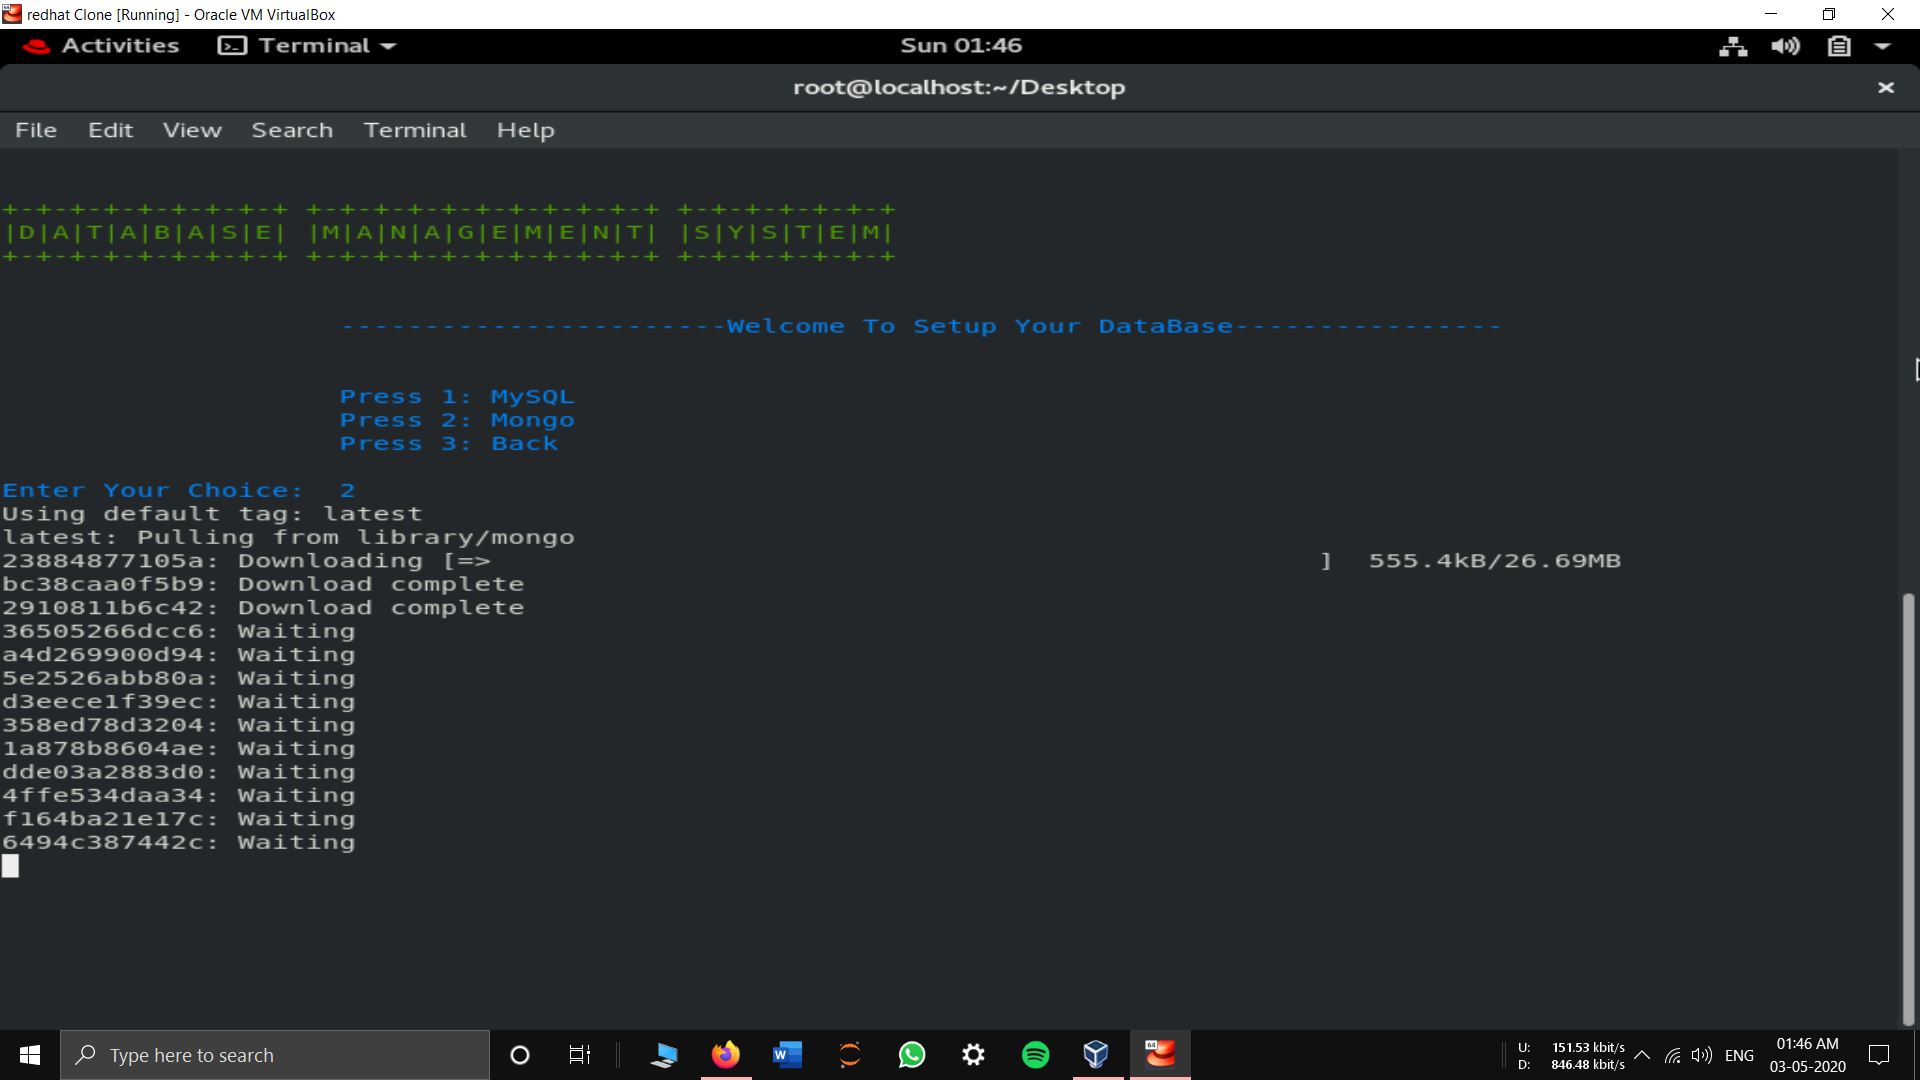 redhat Clone [Running] - Oracle VM VirtualBox
Activities Terminal Sun 01:46
root@localhost:~/Desktop
File Edit View Search Terminal Help
+-+-+-+-+-+-+-+-+ +-+-+-+-+-+-+-+-+-+-+ +-+-+-+-+-+-+
|D|A|T|A|B|A|S|E| |M|A|N|A|G|E|M|E|N|T| |S|Y|S|T|E|M|
+-+-+-+-+-+-+-+-+ +-+-+-+-+-+-+-+-+-+-+ +-+-+-+-+-+-+
-----------------------Welcome To Setup Your DataBase----------------
Press 1: MySQL
Press 2: Mongo
Press 3: Back
Enter Your Choice: 2
Using default tag: latest
latest: Pulling from library/mongo
23884877105a: Downloading [=> ] 555.4kB/26.69MB
bc38caa0f5b9: Download complete
2910811b6c42: Download complete
36505266dcc6: Waiting
a4d269900d94: Waiting
5e2526abb80a: Waiting
d3eece1f39ec: Waiting
358ed78d3204: Waiting
1a878b8604ae: Waiting
dde03a2883d0: Waiting
4ffe534daa34: Waiting
f164ba21e17c: Waiting
6494c387442c: Waiting
Type here to search
U: 151.53 kbit/s
D: 846.48 kbit/s
ENG
01:46 AM
03-05-2020